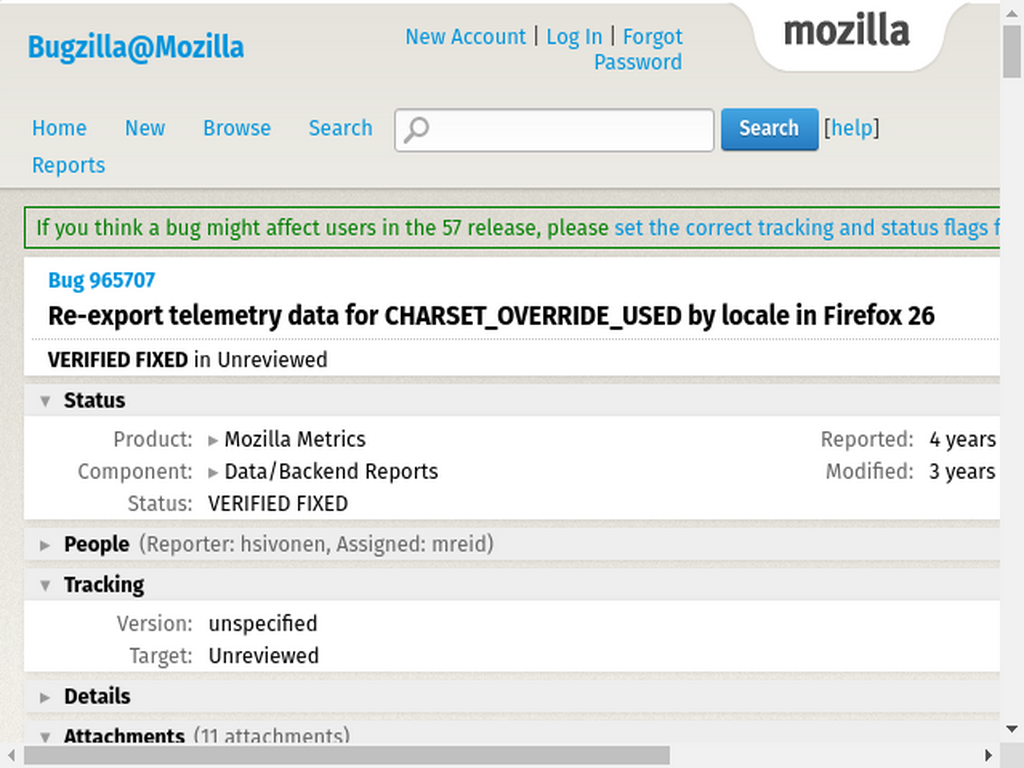 Bugzilla@Mozilla
New Account | Log In | Forgot Password
mozilla
Home New Browse Search
Search [help]
Reports
If you think a bug might affect users in the 57 release, please set the correct tracking and status flags f
Bug 965707
Re-export telemetry data for CHARSET_OVERRIDE_USED by locale in Firefox 26
VERIFIED FIXED in Unreviewed
Status
Product: Mozilla Metrics
Reported: 4 years
Component: Data/Backend Reports
Modified: 3 years
Status: VERIFIED FIXED
People (Reporter: hsivonen, Assigned: mreid)
Tracking
Version: unspecified
Target: Unreviewed
Details
Attachments (11 attachments)